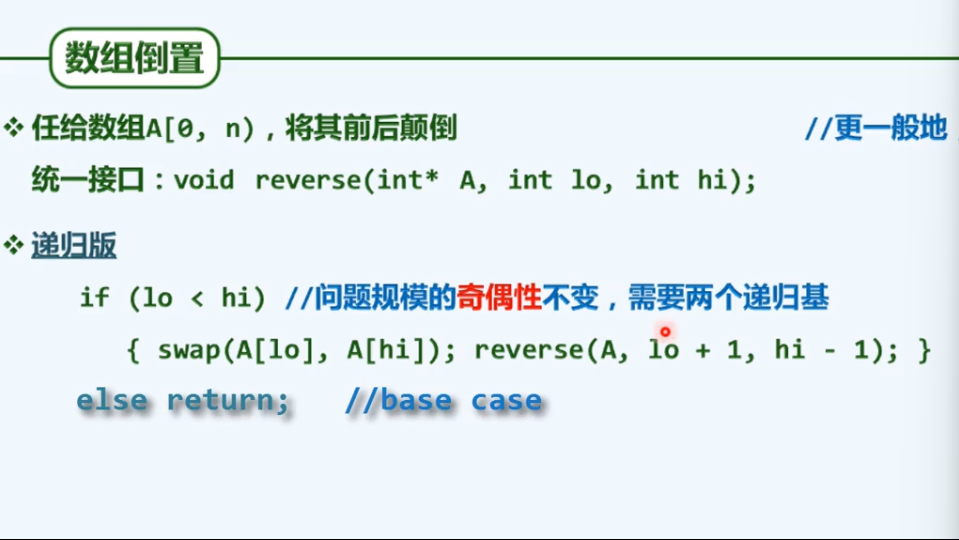 数组倒置
任给数组A[0, n)，将其前后颠倒 //更一般地
统一接口：void reverse(int* A, int lo, int hi);
递归版
if (lo < hi) //问题规模的奇偶性不变，需要两个递归基
{ swap(A[lo], A[hi]); reverse(A, lo + 1, hi - 1); }
else return; //base case